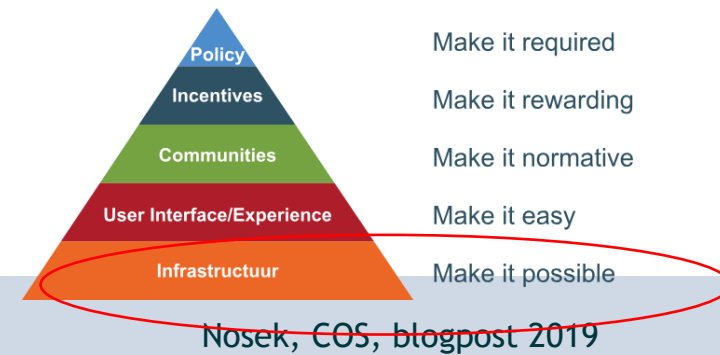 Policy Make it required
Incentives Make it rewarding
Communities Make it normative
User Interface/Experience Make it easy
Infrastructuur Make it possible
Nosek, COS, blogpost 2019